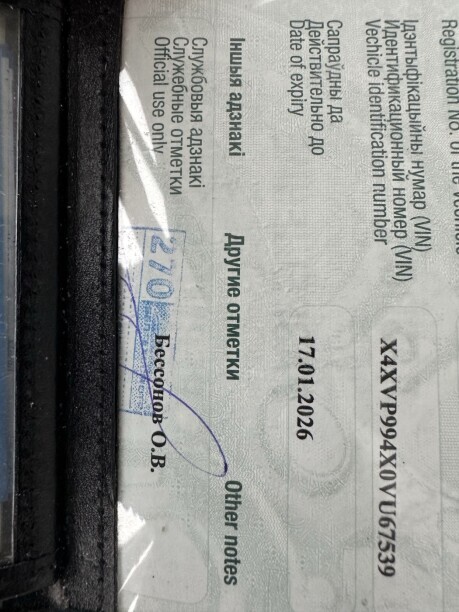 Registration No. of the vehicle
Ідэнтыфікацыйны нумар (VIN)
Идентификационный номер (VIN)
Vechicle identification number
X4XVP994X0VU67539
Сапраўдны да
Действительно до
Date of expiry
17.01.2026
Іншыя адзнакі Другие отметки Other notes
Службовыя адзнакі
Служебные отметки
Official use only
270
Бессонов О.В.